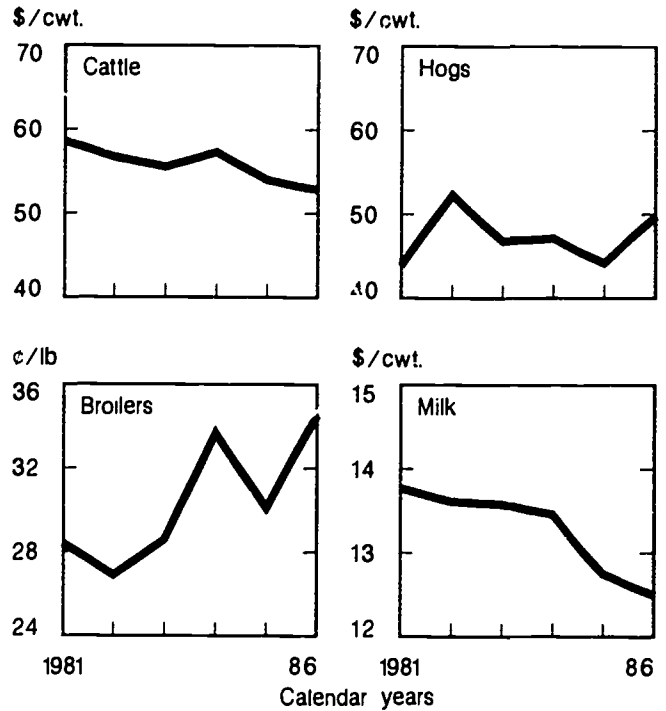 $/cwt.
70
Cattle
60
50
40
$/cwt.
70
Hogs
60
50
40
¢/lb
36
Broilers
32
28
24
1981
86
$/cwt.
15
Milk
14
13
12
1981
86
Calendar years